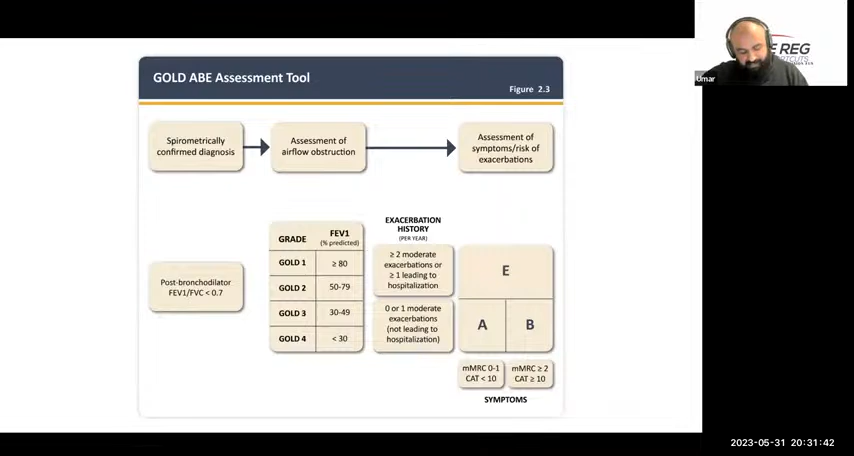 GOLD ABE Assessment Tool
Figure 2.3
Spirometrically
confirmed diagnosis
Assessment of
airflow obstruction
Assessment of
symptoms/risk of
exacerbations
Post-bronchodilator
FEV1/FVC < 0.7
GRADE
FEV1
(% predicted)
GOLD 1
≥ 80
GOLD 2
50-79
GOLD 3
30-49
GOLD 4
< 30
EXACERBATION
HISTORY
(PER YEAR)
≥ 2 moderate
exacerbations or
≥ 1 leading to
hospitalization
0 or 1 moderate
exacerbations
(not leading to
hospitalization)
E
A
B
mMRC 0-1
CAT < 10
mMRC ≥ 2
CAT ≥ 10
SYMPTOMS
REG
Umar
2023-05-31 20:31:42